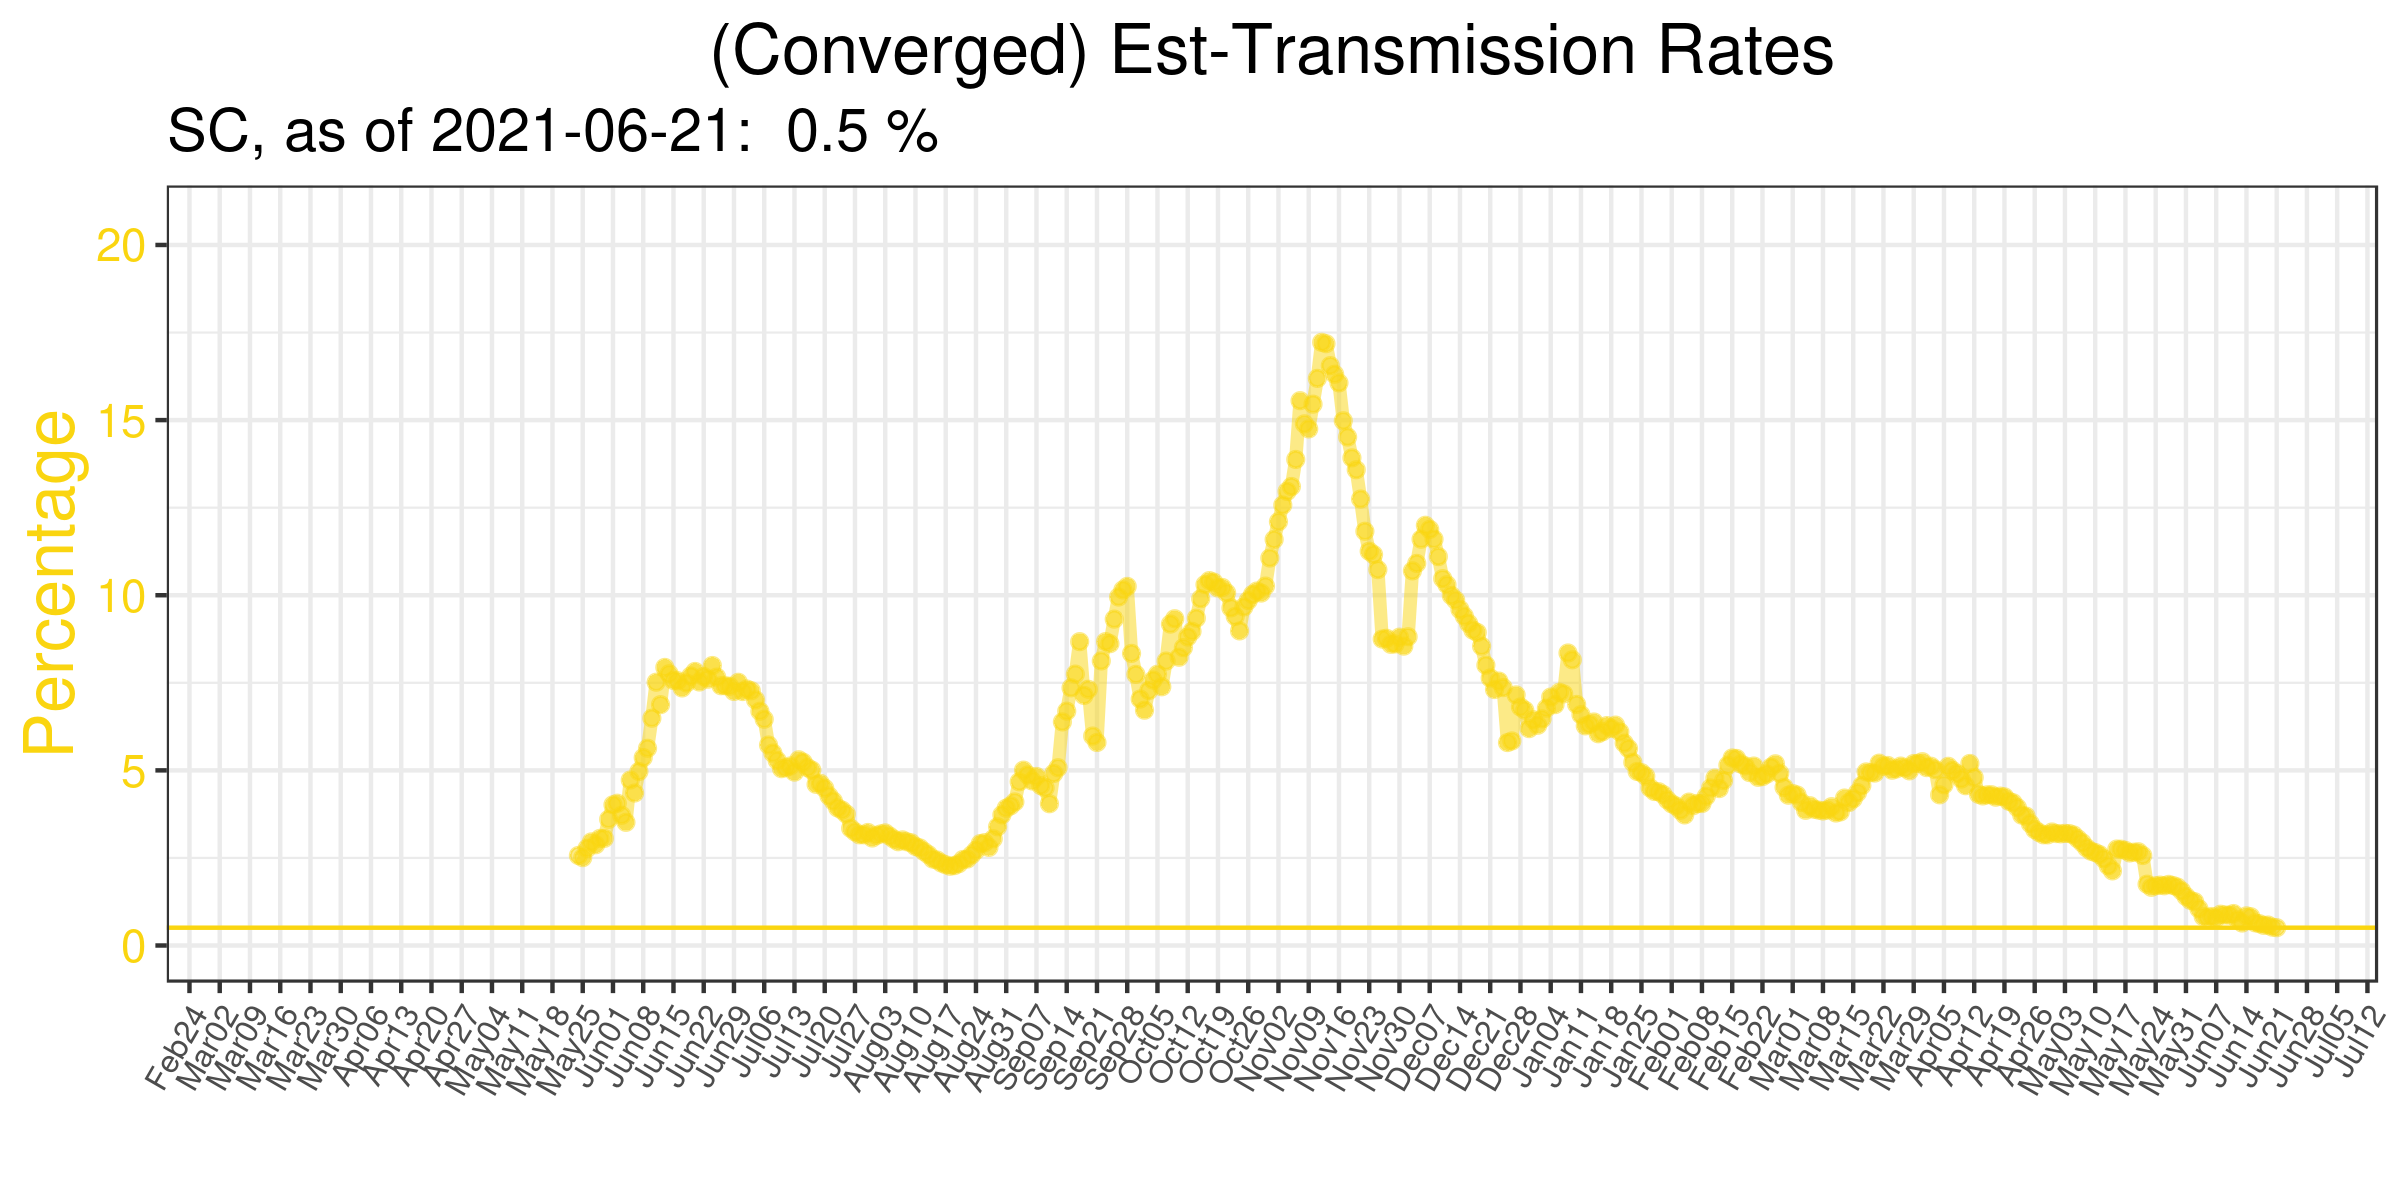 (Converged) Est-Transmission Rates
SC, as of 2021-06-21:  0.5 %
Percentage
20
15
10
5
0
Feb24
Mar02
Mar09
Mar16
Mar23
Mar30
Apr06
Apr13
Apr20
Apr27
May04
May11
May18
May25
Jun01
Jun08
Jun15
Jun22
Jun29
Jul06
Jul13
Jul20
Jul27
Aug03
Aug10
Aug17
Aug24
Aug31
Sep07
Sep14
Sep21
Sep28
Oct05
Oct12
Oct19
Oct26
Nov02
Nov09
Nov16
Nov23
Nov30
Dec07
Dec14
Dec21
Dec28
Jan04
Jan11
Jan18
Jan25
Feb01
Feb08
Feb15
Feb22
Mar01
Mar08
Mar15
Mar22
Mar29
Apr05
Apr12
Apr19
Apr26
May03
May10
May17
May24
May31
Jun07
Jun14
Jun21
Jun28
Jul05
Jul12